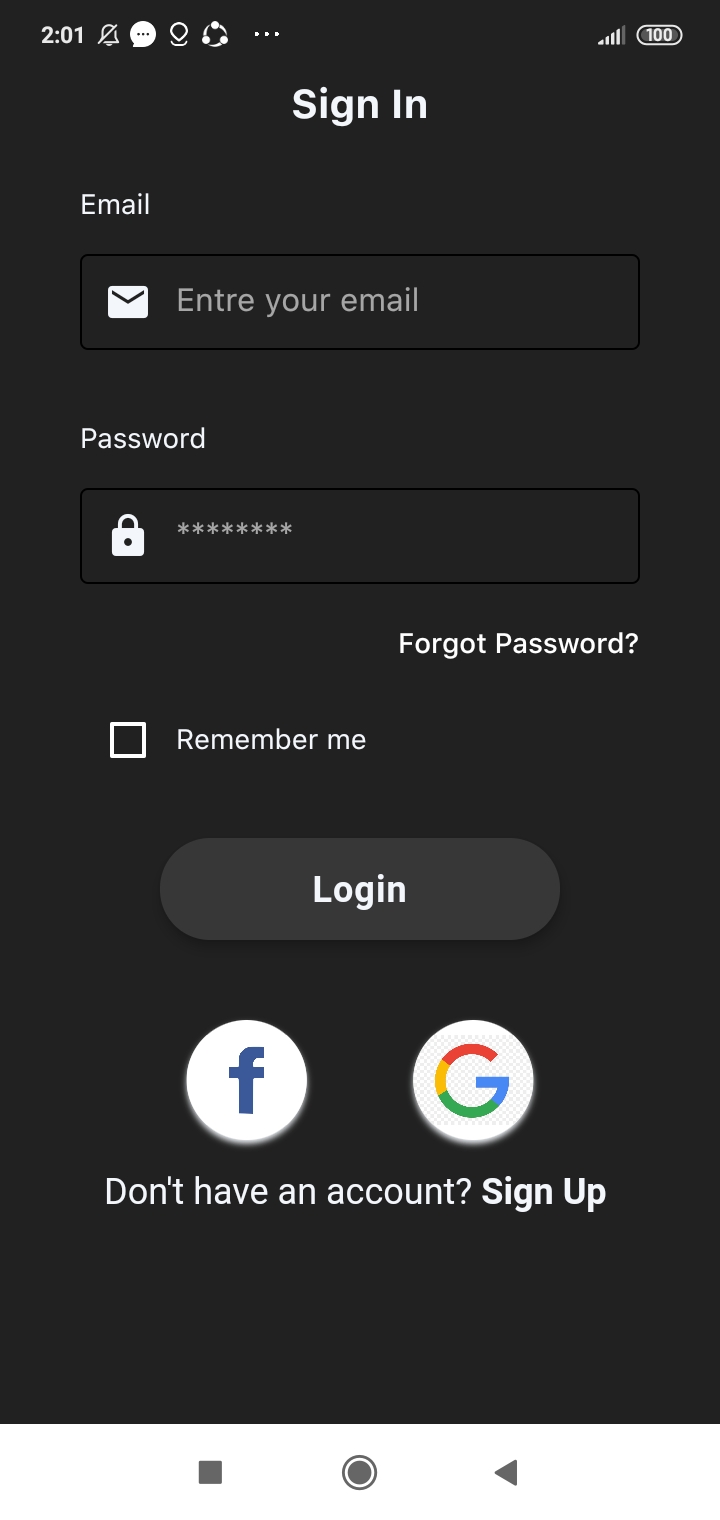 2:01 100
Sign In
Email
Entre your email
Password
********
Forgot Password?
Remember me
Login
f G
Don't have an account? Sign Up